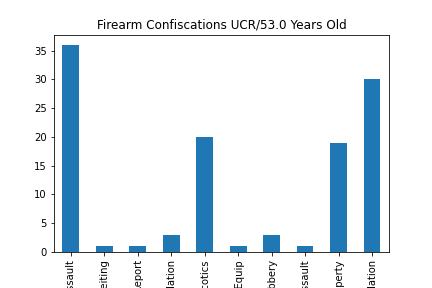 Firearm Confiscations UCR/53.0 Years Old
35
30
25
20
15
10
5
0
ssault
eiting
eport
lation
cotics
Equip
bbery
ssault
perty
lation